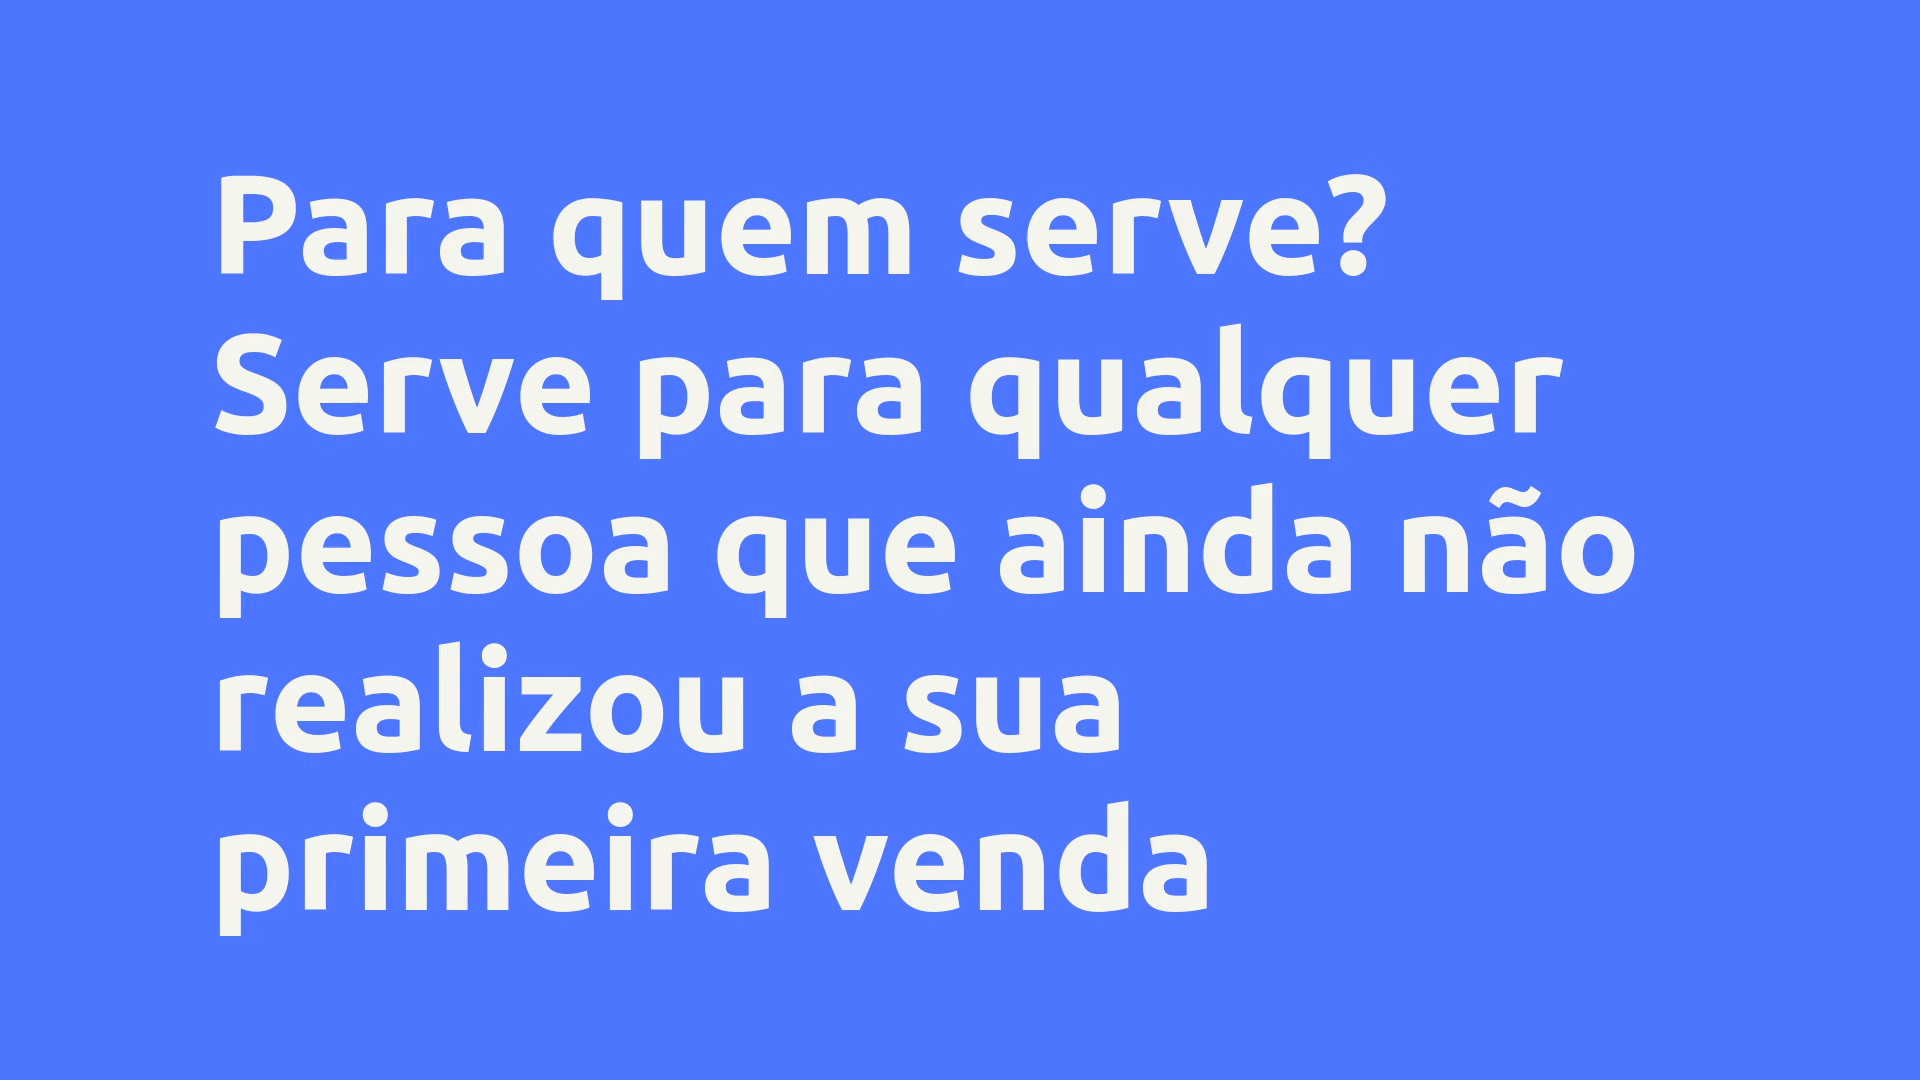 Para quem serve?
Serve para qualquer
pessoa que ainda não
realizou a sua
primeira venda